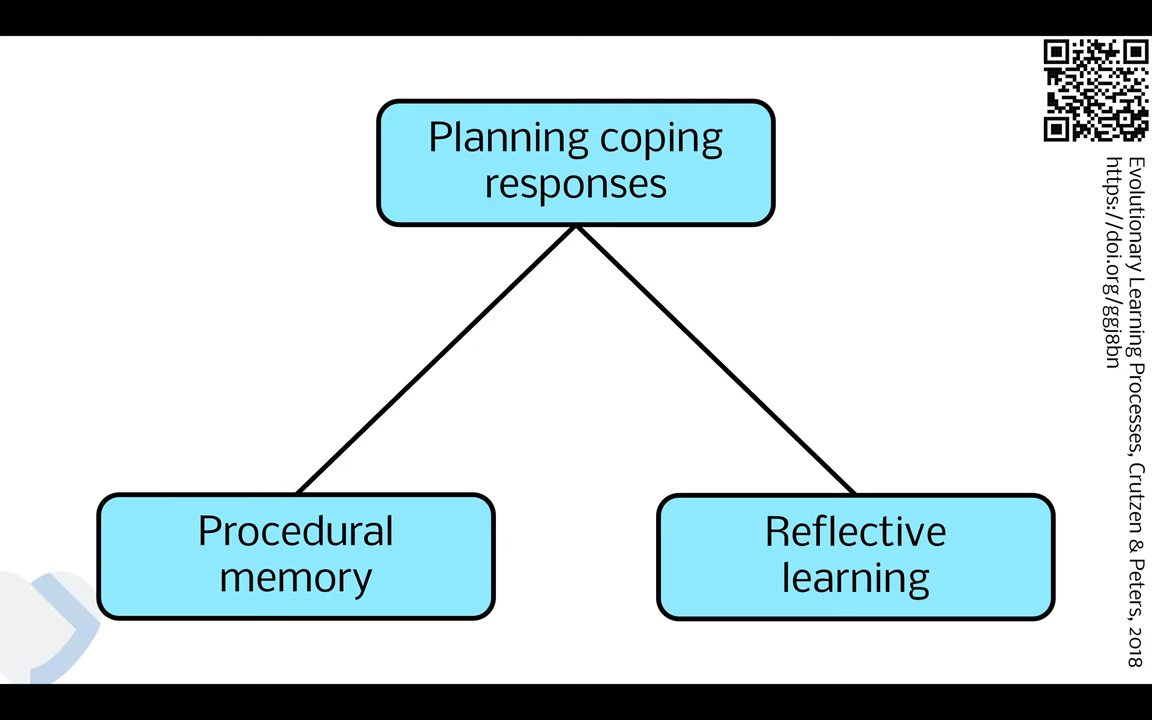 Planning coping
responses
Procedural
memory
Reflective
learning
Evolutionary Learning Processes, Crutzen & Peters, 2018
https://doi.org/ggj8bn